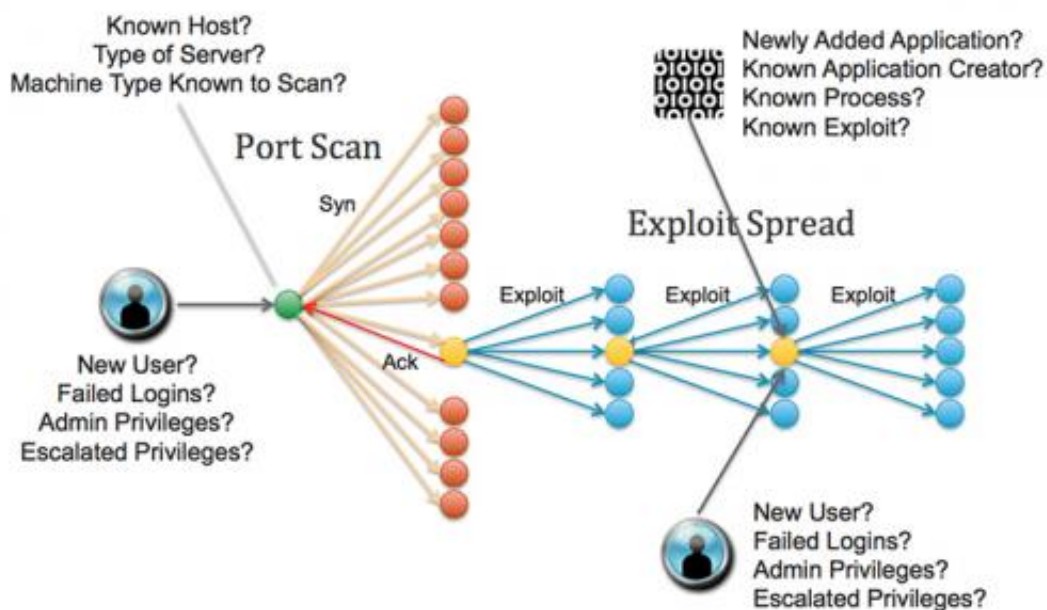 Known Host?
Type of Server?
Machine Type Known to Scan?
Newly Added Application?
Known Application Creator?
Known Process?
Known Exploit?
Port Scan
Syn
Exploit Spread
Exploit
Exploit
Exploit
Ack
New User?
Failed Logins?
Admin Privileges?
Escalated Privileges?
New User?
Failed Logins?
Admin Privileges?
Escalated Privileges?